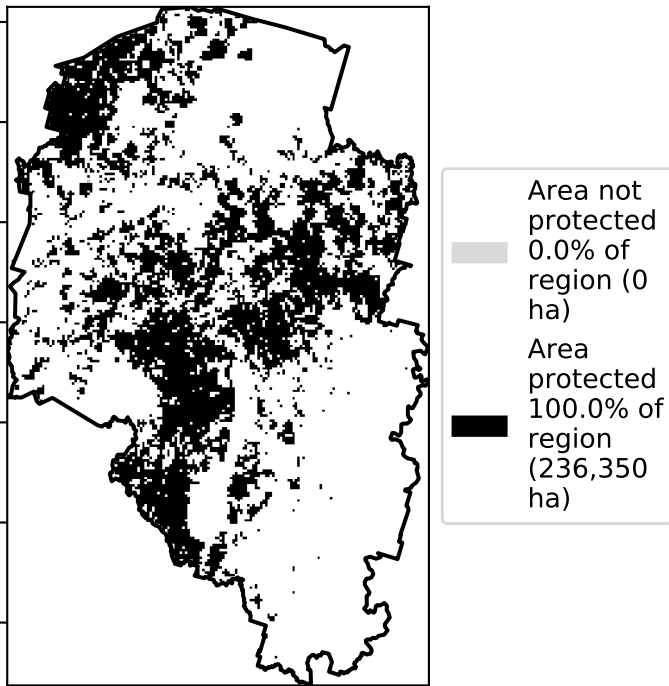 Area not
protected
0.0% of
region (0
ha)
Area
protected
100.0% of
region
(236,350
ha)